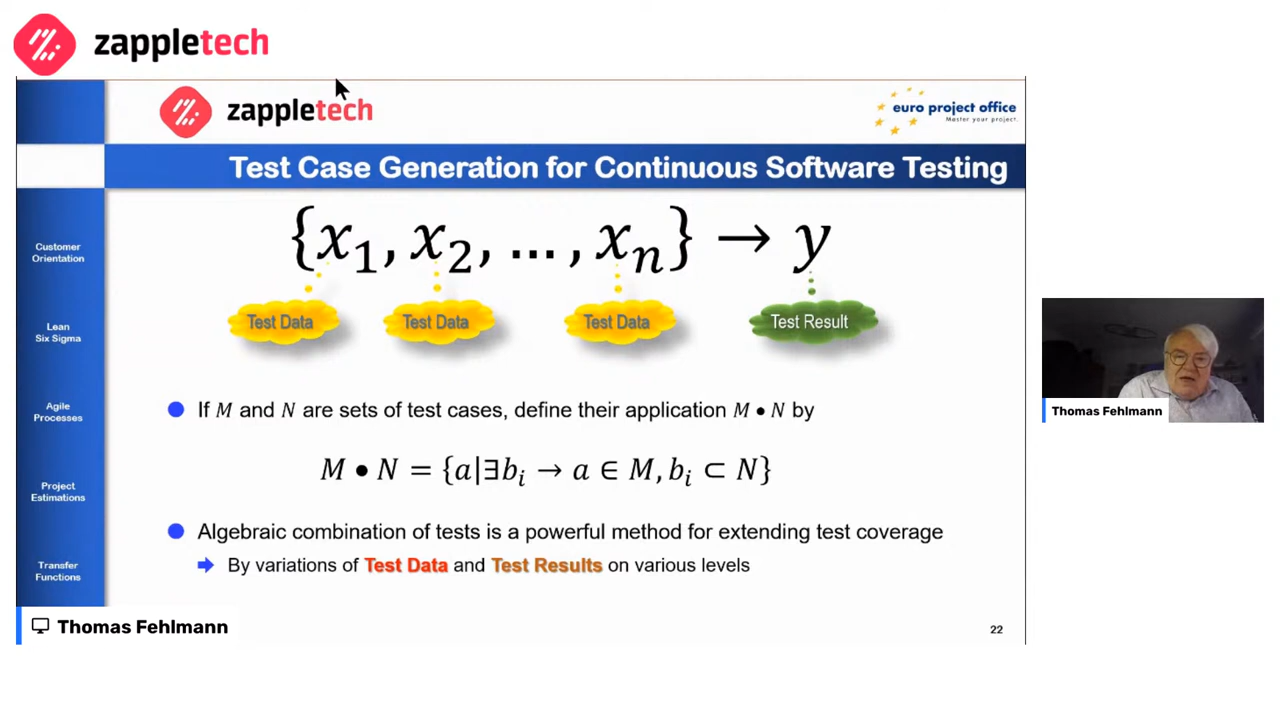 zappletech
zappletech
euro project office
Master your project.
Test Case Generation for Continuous Software Testing
{x₁, x₂, …, xₙ} → y
Test Data
Test Data
Test Data
Test Result
If M and N are sets of test cases, define their application M • N by
M • N = {a|∃bᵢ → a ∈ M, bᵢ ⊂ N}
Algebraic combination of tests is a powerful method for extending test coverage
By variations of Test Data and Test Results on various levels
Customer
Orientation
Lean
Six Sigma
Agile
Processes
Project
Estimations
Transfer
Functions
Thomas Fehlmann
22
Thomas Fehlmann